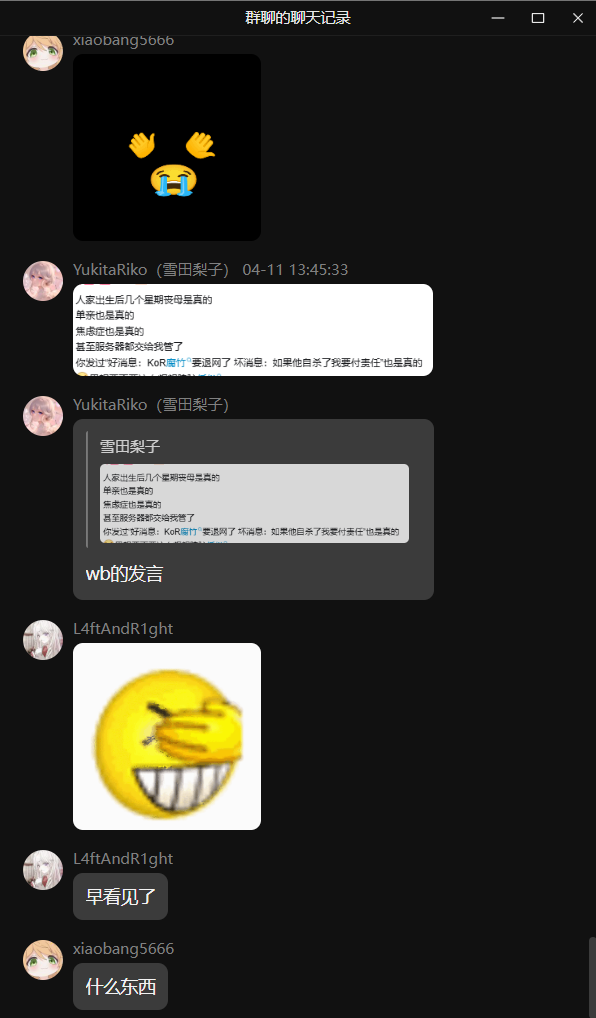 群聊的聊天记录
xiaobang5666
YukitaRiko（雪田梨子） 04-11 13:45:33
人家出生后几个星期丧母是真的
单亲也是真的
焦虑症也是真的
甚至服务器都交给我管了
你发过“好消息：KoR魔竹要退网了 坏消息：如果他自杀了我要付责任”也是真的
YukitaRiko（雪田梨子）
雪田梨子
人家出生后几个星期丧母是真的
单亲也是真的
焦虑症也是真的
甚至服务器都交给我管了
你发过“好消息：KoR魔竹要退网了 坏消息：如果他自杀了我要付责任”也是真的
wb的发言
L4ftAndR1ght
L4ftAndR1ght
早看见了
xiaobang5666
什么东西